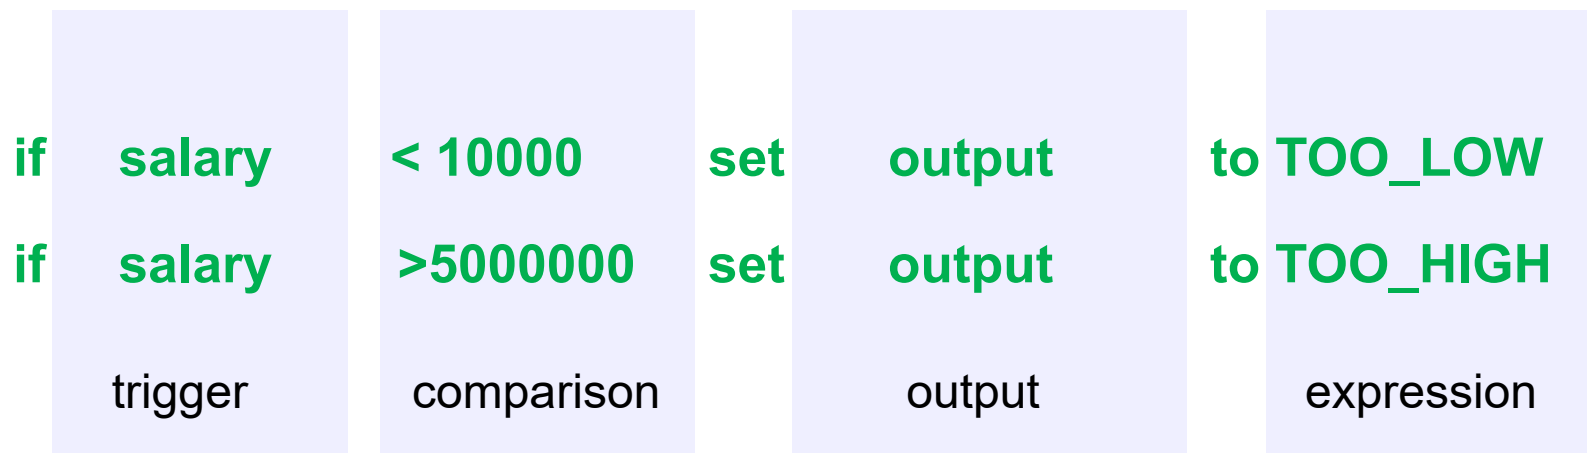 if salary < 10000 set output to TOO_LOW
if salary >5000000 set output to TOO_HIGH
trigger comparison output expression